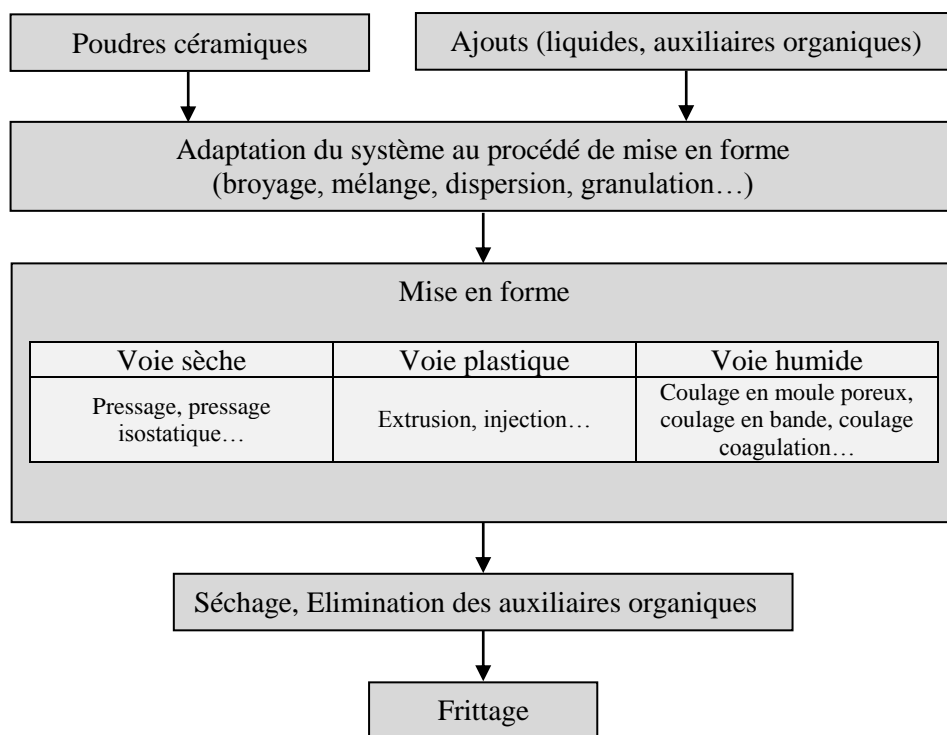 Poudres céramiques
Ajouts (liquides, auxiliaires organiques)
Adaptation du système au procédé de mise en forme
(broyage, mélange, dispersion, granulation…)
Mise en forme
Voie sèche
Voie plastique
Voie humide
Pressage, pressage
isostatique…
Extrusion, injection…
Coulage en moule poreux,
coulage en bande, coulage
coagulation…
Séchage, Elimination des auxiliaires organiques
Frittage